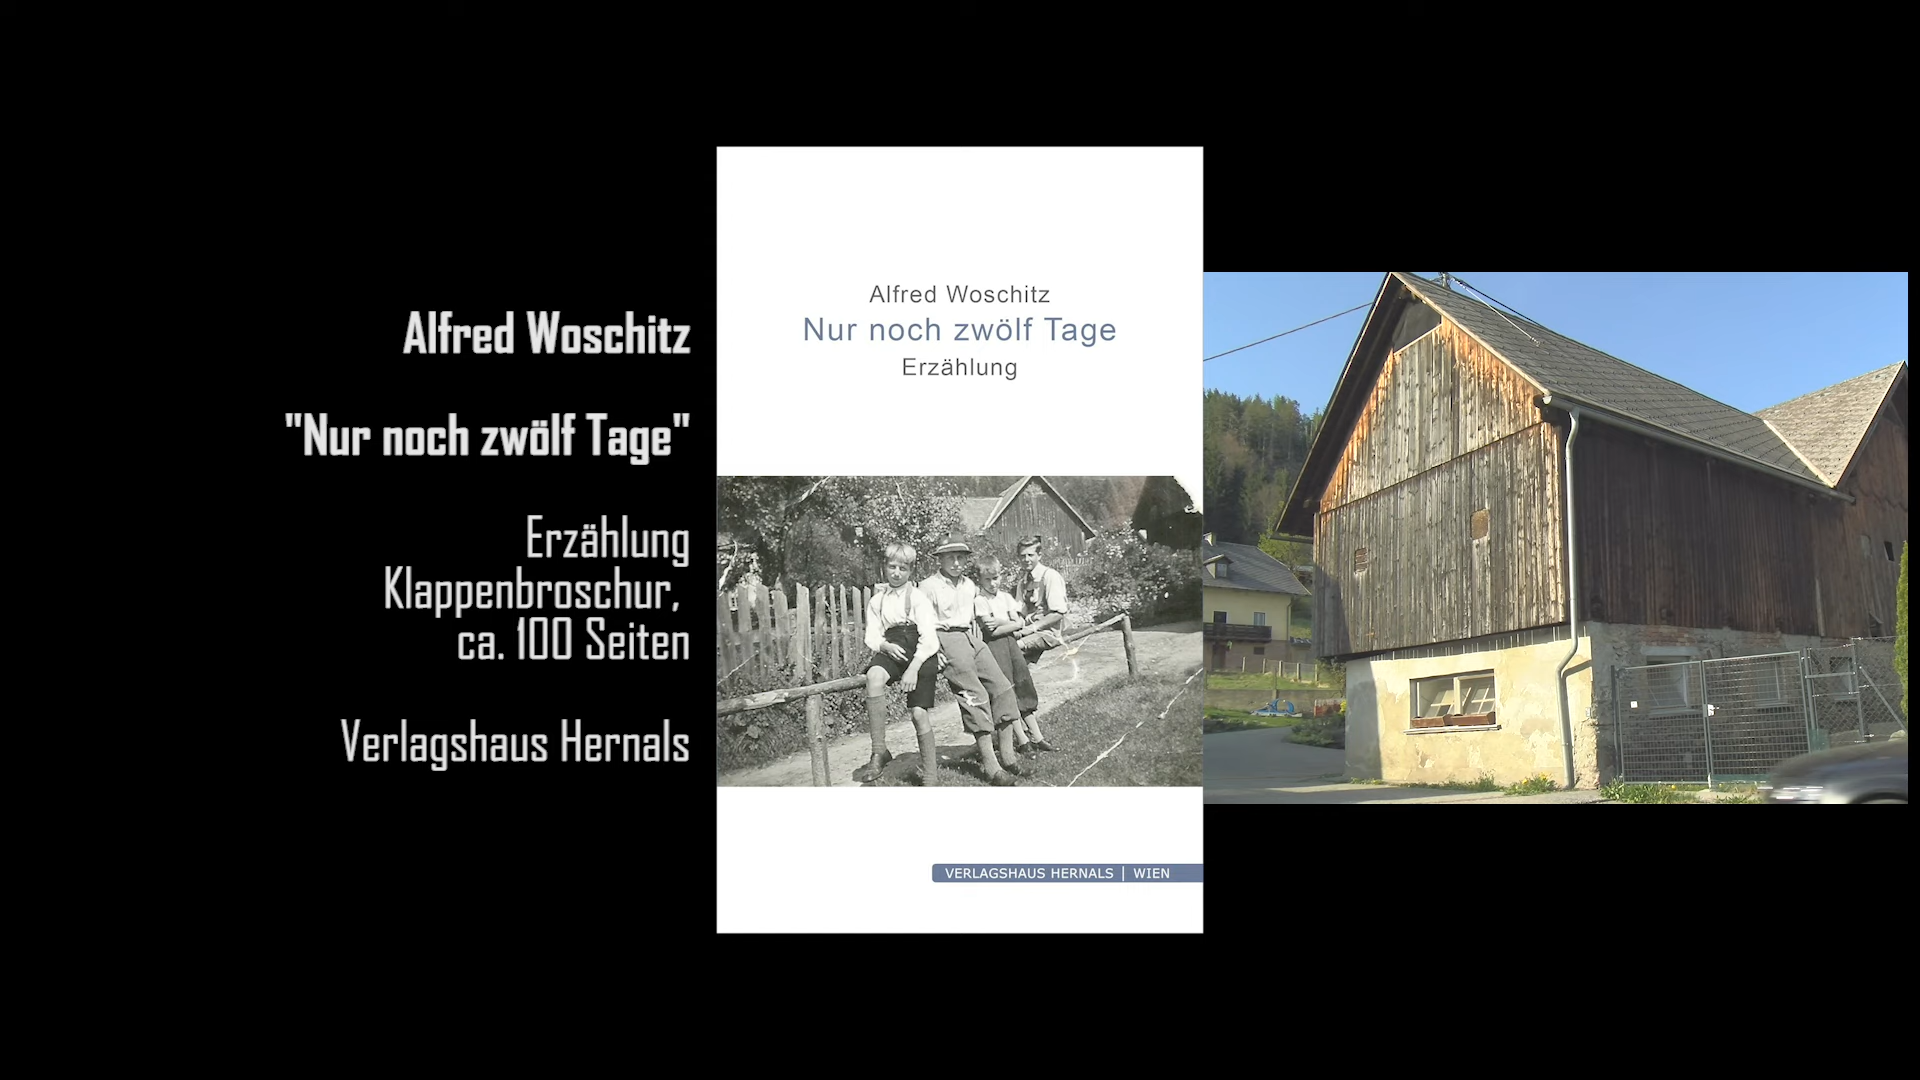 Alfred Woschitz
"Nur noch zwölf Tage"
Erzählung
Klappenbroschur,
ca. 100 Seiten
Verlagshaus Hernals
Alfred Woschitz
Nur noch zwölf Tage
Erzählung
VERLAGSHAUS HERNALS | WIEN